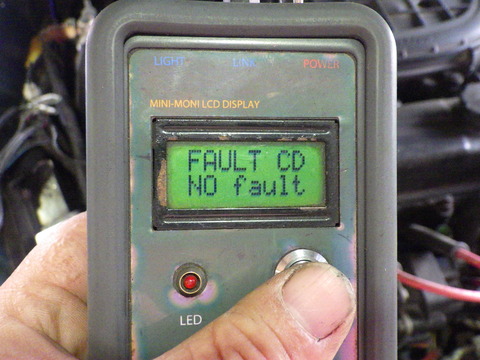 LIGHT LINK POWER
MINI-MONI LCD DISPLAY
FAULT CD
NO fault
LED